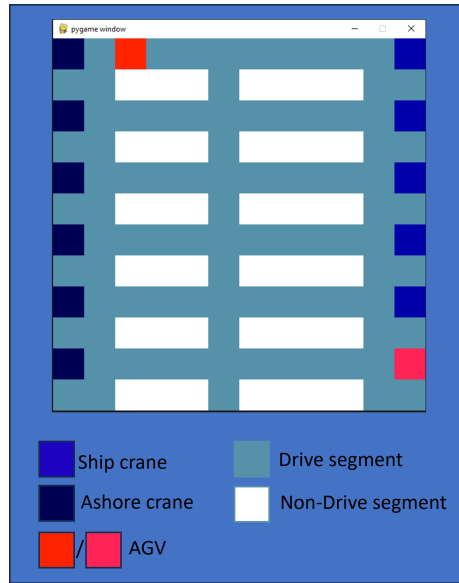 pygame window
Ship crane
Drive segment
Ashore crane
Non-Drive segment
/
AGV